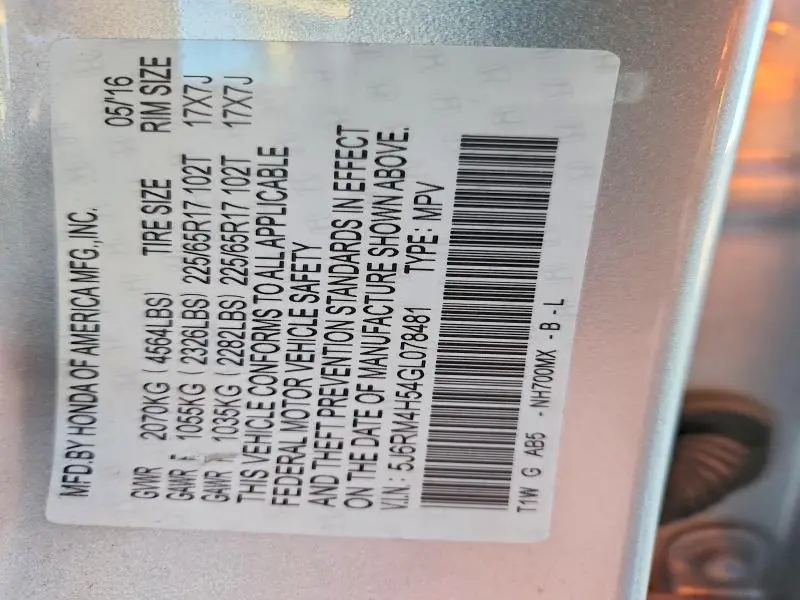 MFD.BY HONDA OF AMERICA MFG.,INC. 05/'16
GVWR 2070KG (4564LBS) TIRE SIZE RIM SIZE
GAWR F 1055KG (2326LBS) 225/65R17 102T 17X7J
GAWR 1035KG (2282LBS) 225/65R17 102T 17X7J
THIS VEHICLE CONFORMS TO ALL APPLICABLE
FEDERAL MOTOR VEHICLE SAFETY
AND THEFT PREVENTION STANDARDS IN EFFECT
ON THE DATE OF MANUFACTURE SHOWN ABOVE.
V.I.N.: 5J6RM4H54GL078481 TYPE: MPV
T1W G AB5 -NH700MX -B -L